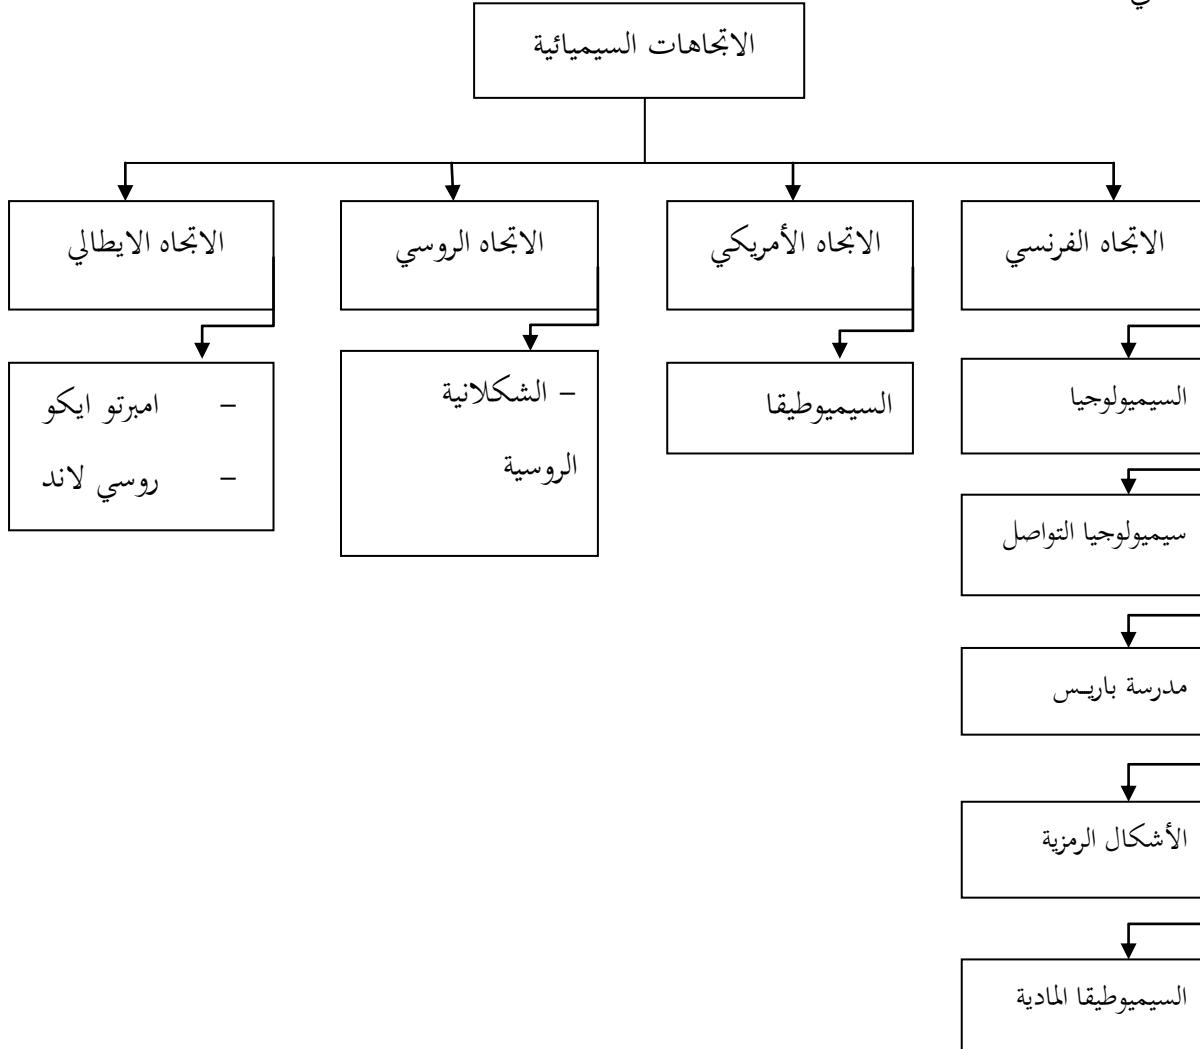 الاتجاهات السيميائية
الاتجاه الفرنسي
الاتجاه الأمريكي
الاتجاه الروسي
الاتجاه الايطالي
السيميولوجيا
السيميوطيقا
– الشكلانية
الروسية
– امبرتو ايكو
– روسي لاند
سيميولوجيا التواصل
مدرسة باريس
الأشكال الرمزية
السيميوطيقا المادية